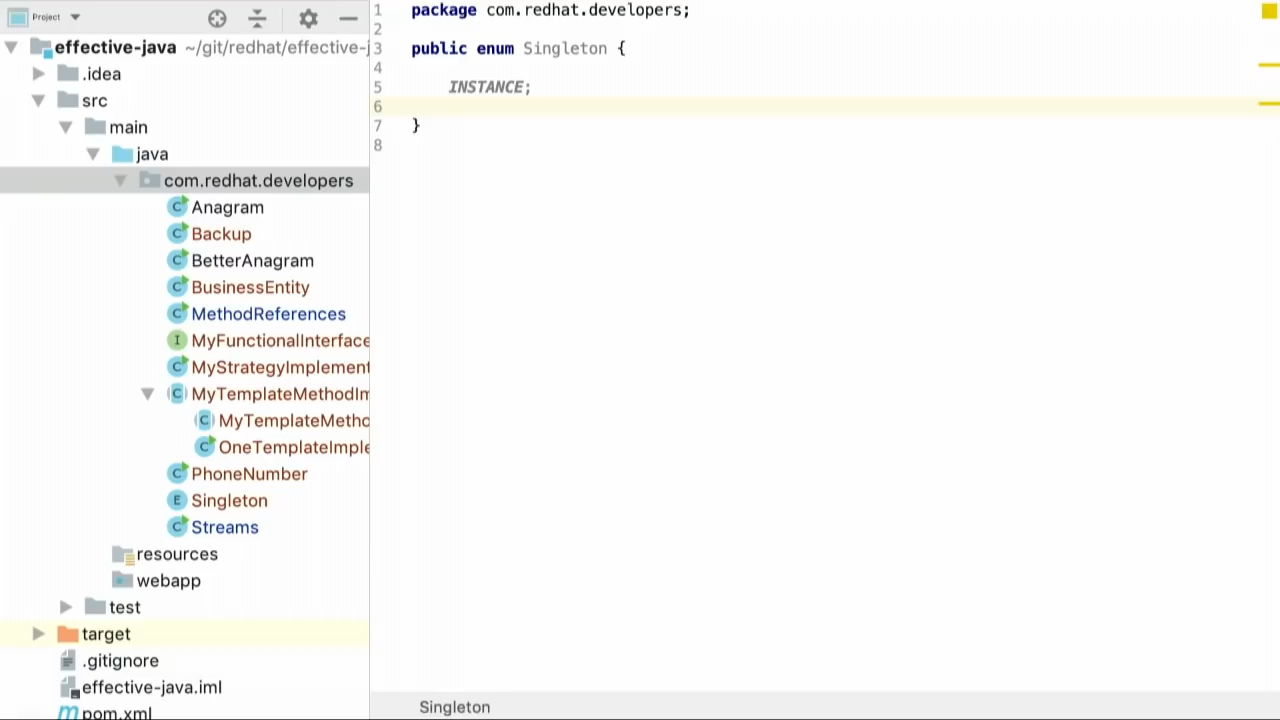 Project
effective-java ~/git/redhat/effective-j
.idea
src
main
java
com.redhat.developers
Anagram
Backup
BetterAnagram
BusinessEntity
MethodReferences
MyFunctionalInterface
MyStrategyImplement
MyTemplateMethodIm
MyTemplateMetho
OneTemplateImple
PhoneNumber
Singleton
Streams
resources
webapp
test
target
.gitignore
effective-java.iml
pom.xml
1 package com.redhat.developers;
2
3 public enum Singleton {
4
5 INSTANCE;
6
7 }
8
Singleton